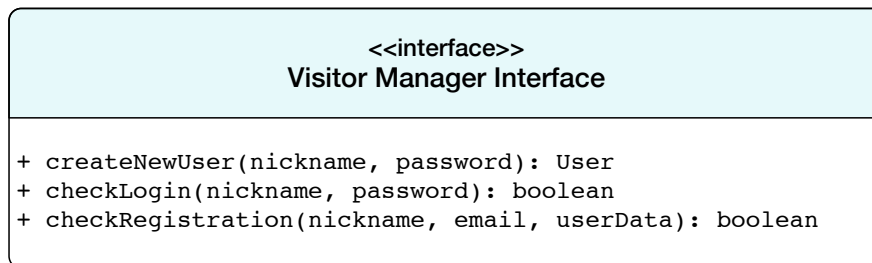 <<interface>>
Visitor Manager Interface
+ createNewUser(nickname, password): User
+ checkLogin(nickname, password): boolean
+ checkRegistration(nickname, email, userData): boolean